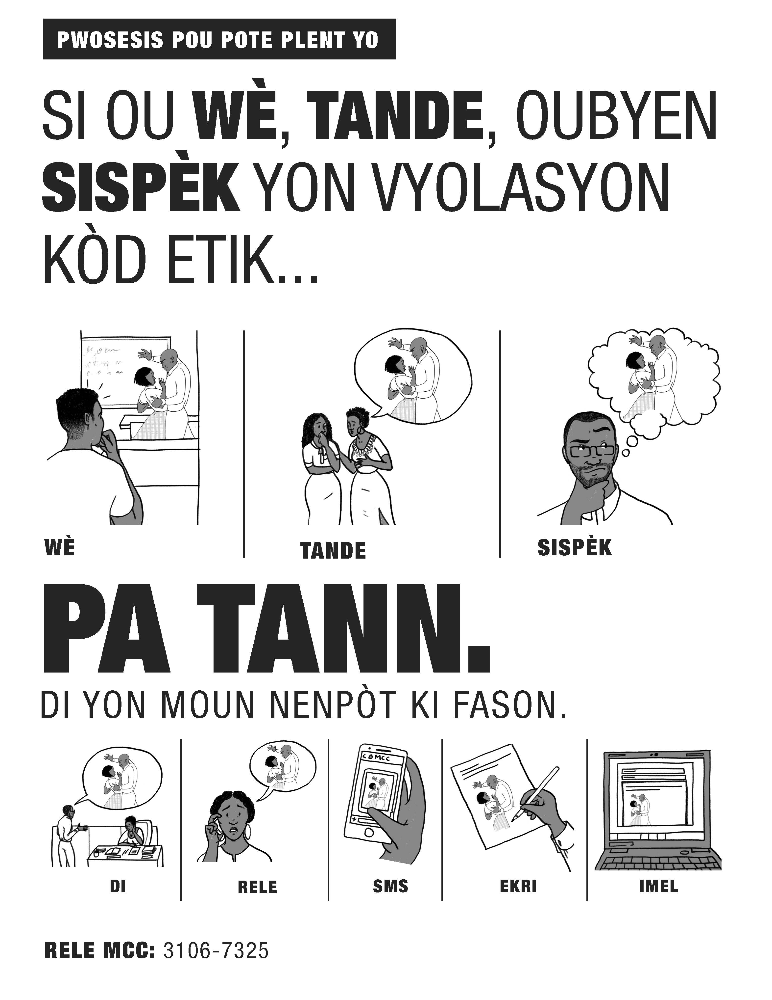 PWOSESIS POU POTE PLENT YO
SI OU WÈ, TANDE, OUBYEN
SISPÈK YON VYOLASYON
KÒD ETIK...
WÈ
TANDE
SISPÈK
PA TANN.
DI YON MOUN NENPÒT KI FASON.
COMCC
DI
RELE
SMS
EKRI
IMEL
RELE MCC: 3106-7325